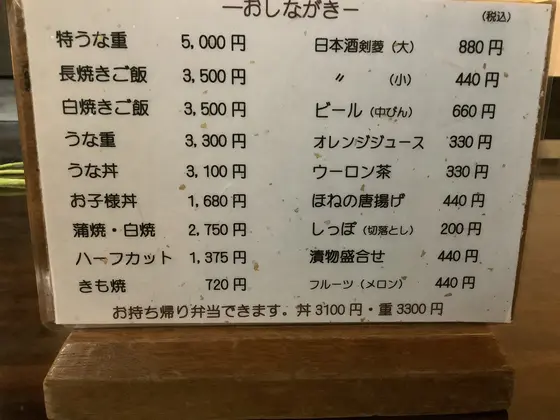 ーおしながきー
(税込)
特うな重 5,000円
長焼きご飯 3,500円
白焼きご飯 3,500円
うな重 3,300円
うな丼 3,100円
お子様丼 1,680円
蒲焼・白焼 2,750円
ハーフカット 1,375円
きも焼 720円
日本酒剣菱(大) 880円
〃 (小) 440円
ビール(中びん) 660円
オレンジジュース 330円
ウーロン茶 330円
ほねの唐揚げ 440円
しっぽ(切落とし) 200円
漬物盛合せ 440円
フルーツ(メロン) 440円
お持ち帰り弁当できます。丼3100円・重3300円